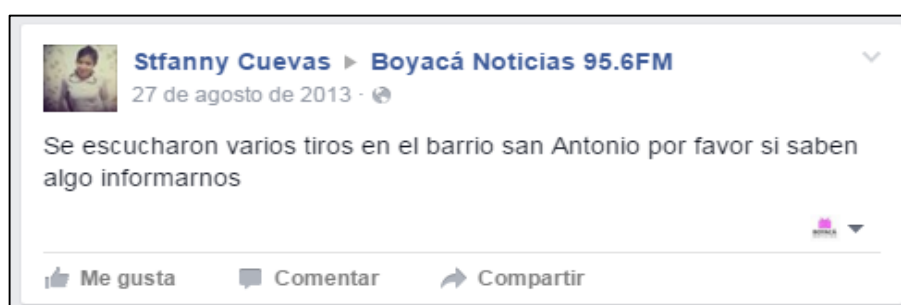 Stfanny Cuevas ▶ Boyacá Noticias 95.6FM
27 de agosto de 2013 ·
Se escucharon varios tiros en el barrio san Antonio por favor si saben
algo informarnos
BOYACÁ
Me gusta Comentar Compartir